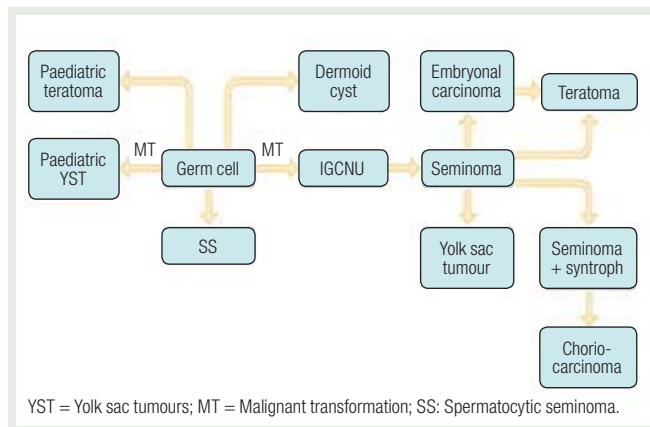 Paediatric
teratoma
Dermoid
cyst
Embryonal
carcinoma
Teratoma
Paediatric
YST
MT
Germ cell
MT
IGCNU
Seminoma
SS
Yolk sac
tumour
Seminoma
+ syntroph
Chorio-
carcinoma
YST = Yolk sac tumours; MT = Malignant transformation; SS: Spermatocytic seminoma.